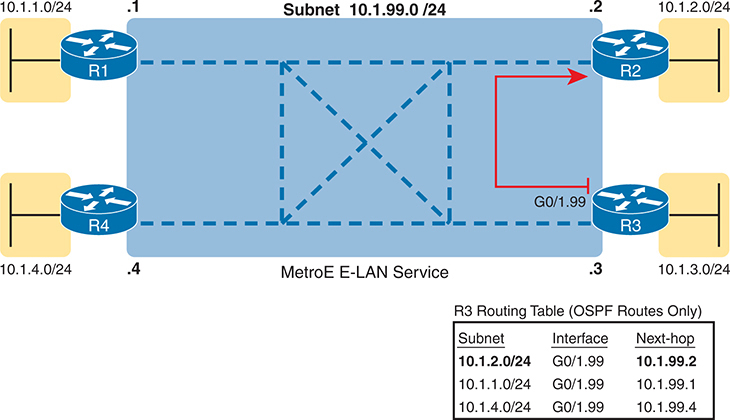 10.1.1.0/24
.1
Subnet 10.1.99.0 /24
.2
10.1.2.0/24
R1
R2
G0/1.99
R4
R3
10.1.4.0/24
.4
MetroE E-LAN Service
.3
10.1.3.0/24
R3 Routing Table (OSPF Routes Only)
Subnet Interface Next-hop
10.1.2.0/24 G0/1.99 10.1.99.2
10.1.1.0/24 G0/1.99 10.1.99.1
10.1.4.0/24 G0/1.99 10.1.99.4